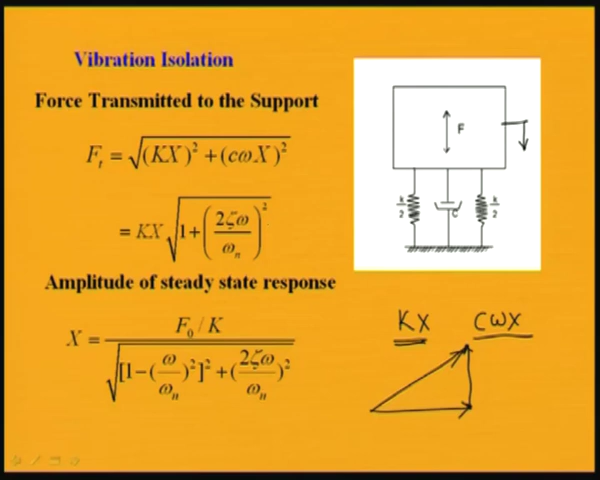 Vibration Isolation
Force Transmitted to the Support
F_t = √((KX)² + (cωX)²)
= KX √(1 + (2ζω / ω_n)²)
Amplitude of steady state response
X = (F_0 / K) / √([1 − (ω / ω_n)²]² + (2ζω / ω_n)²)
F
k/2 C k/2
KX CωX